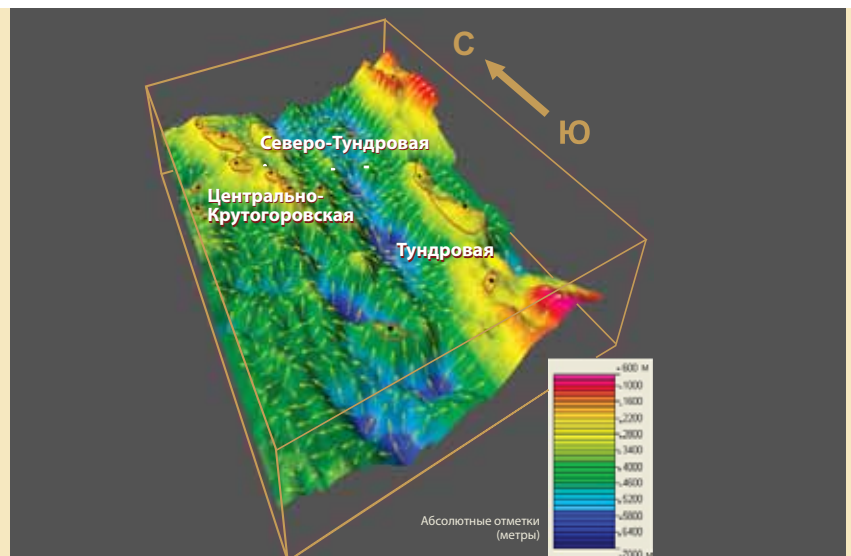 С
Ю
Северо-Тундровая
Центрально-
Крутогоровская
Тундровая
-600 м
-1000
-1600
-2200
-2800
-3400
-4000
-4600
-5200
-5800
-6400
-7000 м
Абсолютные отметки
(метры)